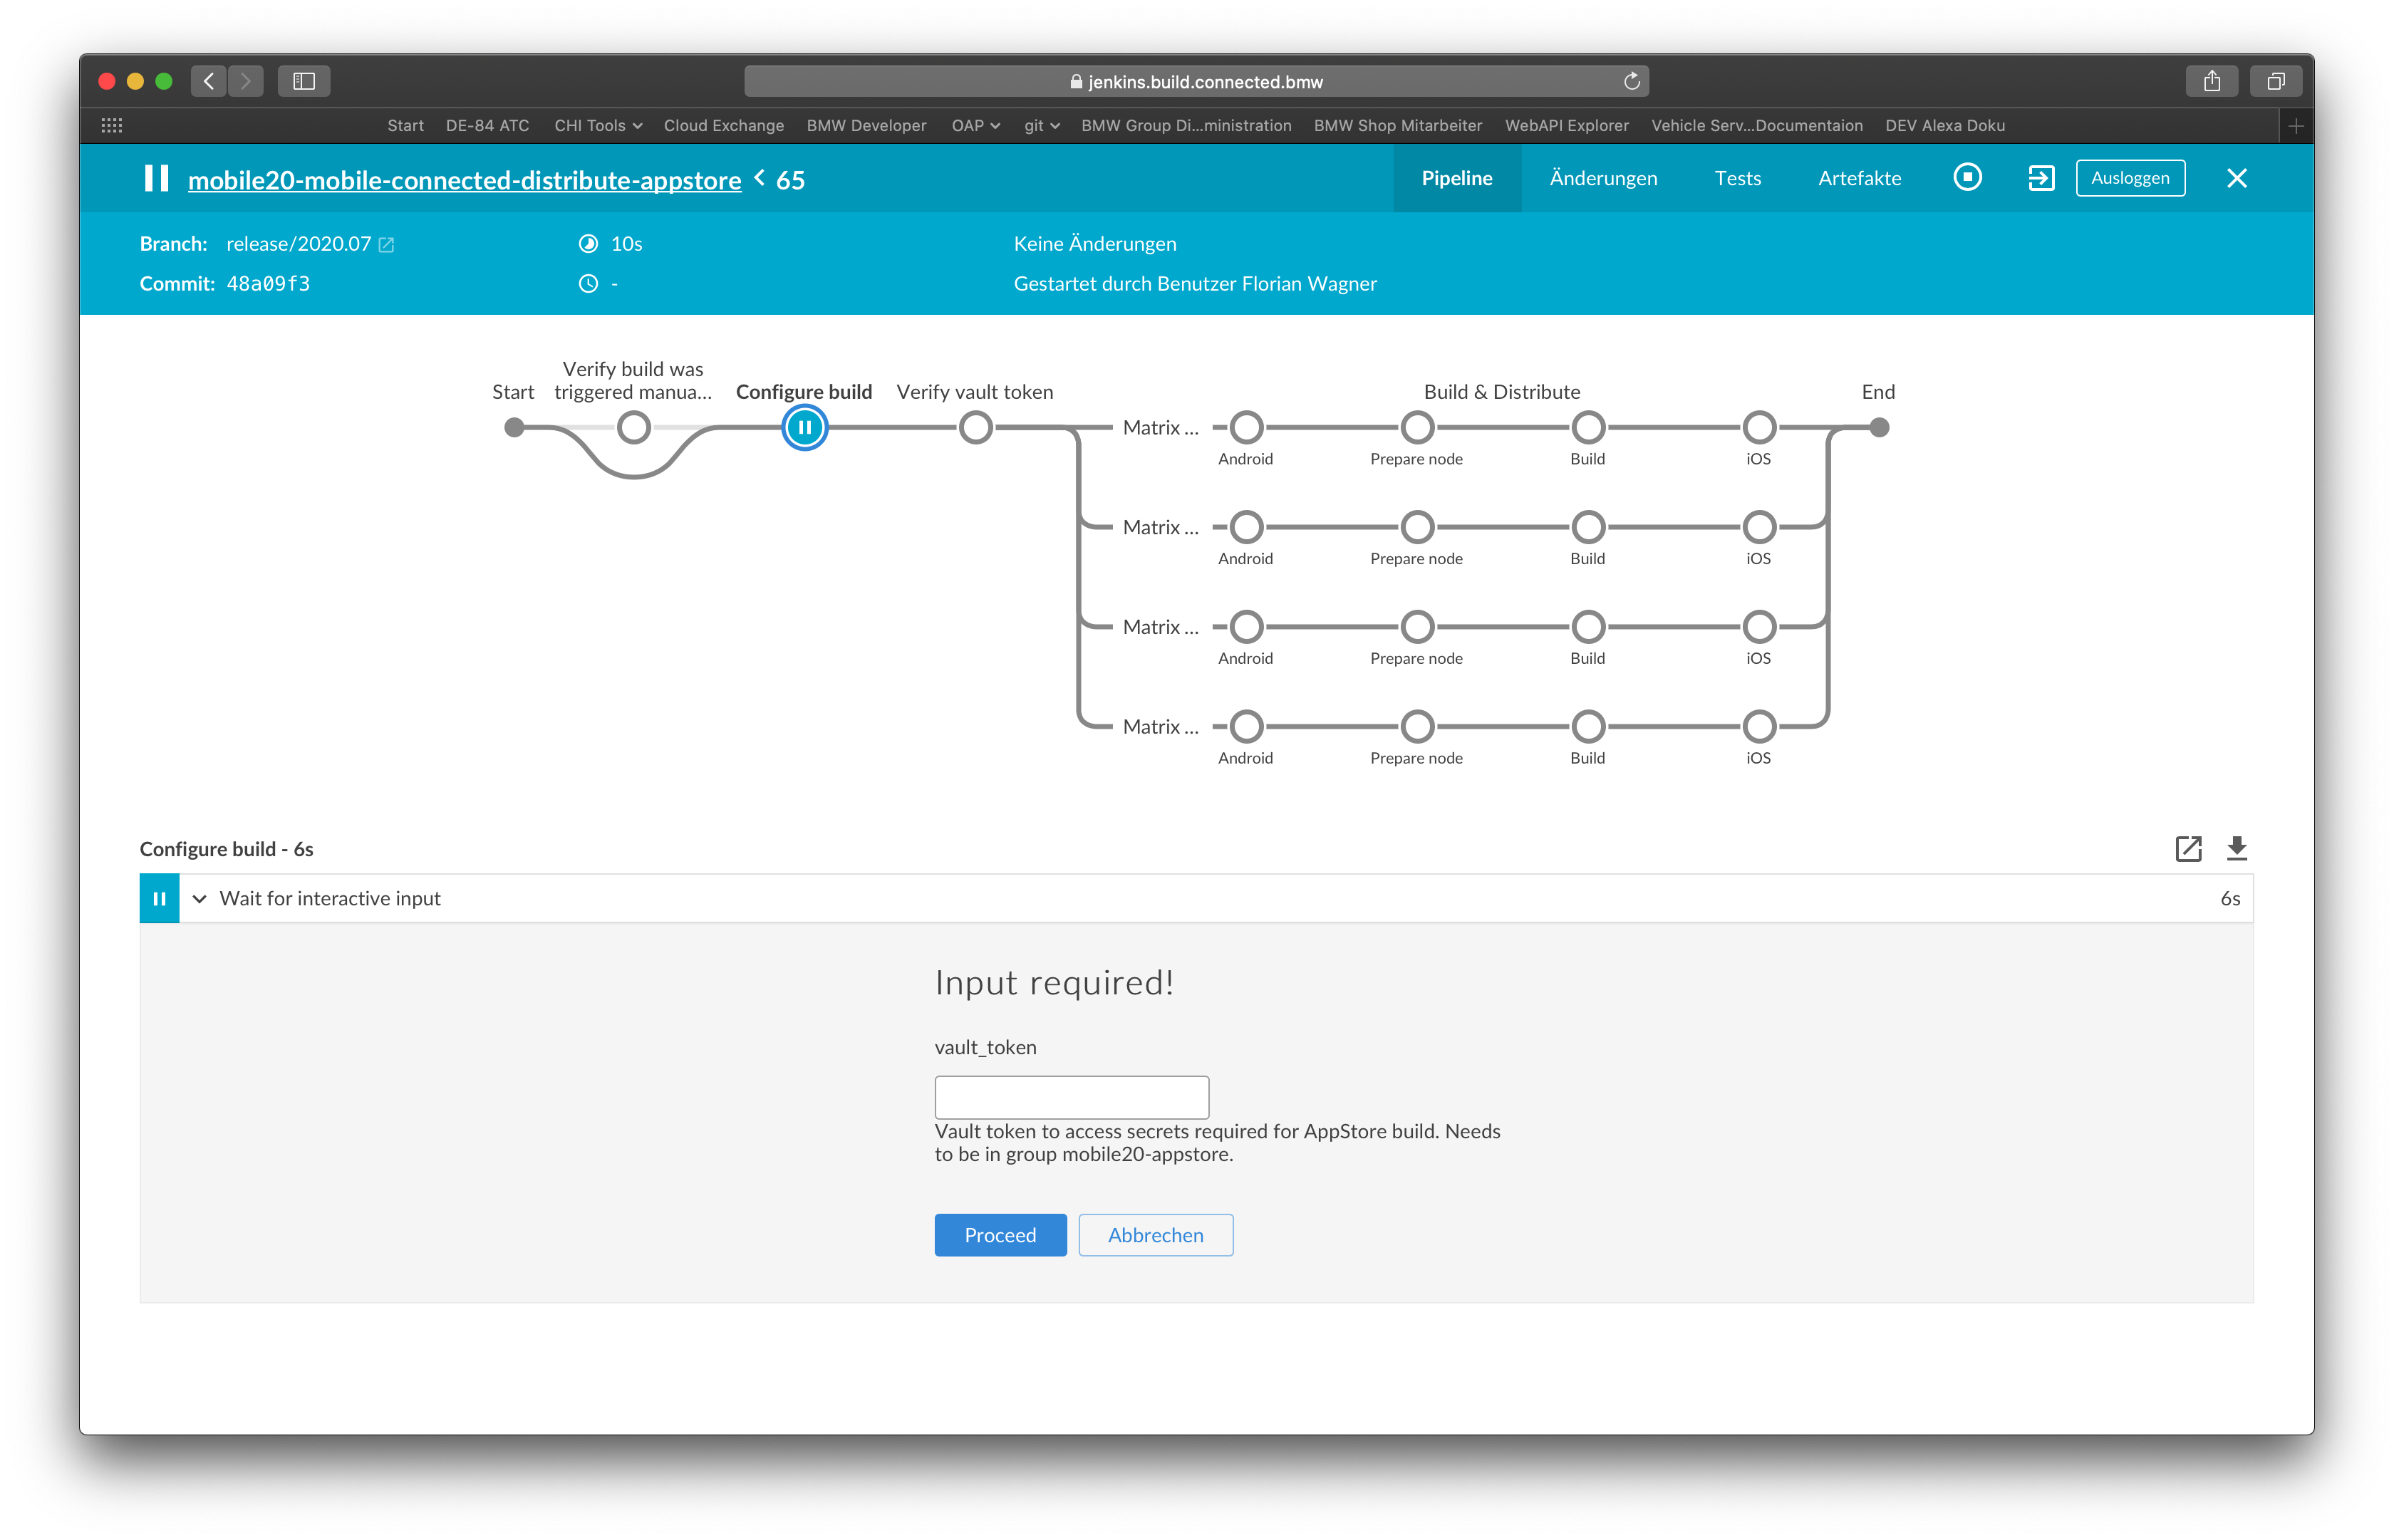 jenkins.build.connected.bmw
Start DE-84 ATC CHI Tools Cloud Exchange BMW Developer OAP git BMW Group Di...ministration BMW Shop Mitarbeiter WebAPI Explorer Vehicle Serv...Documentaion DEV Alexa Doku
mobile20-mobile-connected-distribute-appstore < 65
Pipeline Änderungen Tests Artefakte Ausloggen
Branch: release/2020.07 10s Keine Änderungen
Commit: 48a09f3 - Gestartet durch Benutzer Florian Wagner
Verify build was
Start triggered manua... Configure build Verify vault token Build & Distribute End
Matrix ...
Android Prepare node Build iOS
Matrix ...
Android Prepare node Build iOS
Matrix ...
Android Prepare node Build iOS
Matrix ...
Android Prepare node Build iOS
Configure build - 6s
Wait for interactive input 6s
Input required!
vault_token
Vault token to access secrets required for AppStore build. Needs
to be in group mobile20-appstore.
Proceed Abbrechen